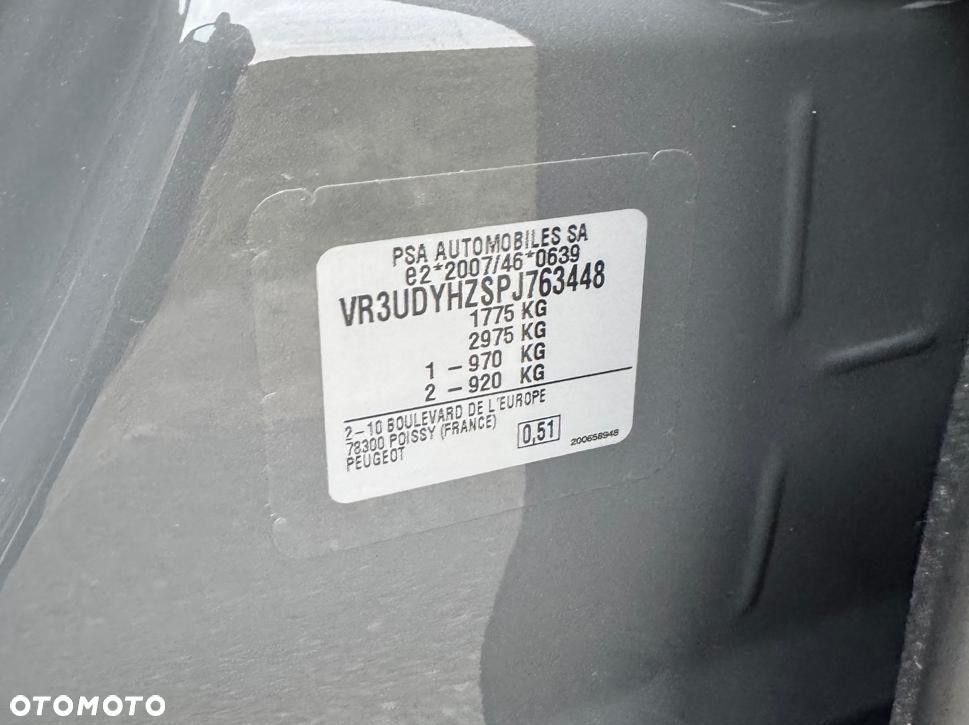 PSA AUTOMOBILES SA
e2*2007/46*0639
VR3UDYHZSPJ763448
1775 KG
2975 KG
1 – 970 KG
2 – 920 KG
2–10 BOULEVARD DE L'EUROPE
78300 POISSY (FRANCE)
PEUGEOT
0,51
200658948
OTOMOTO